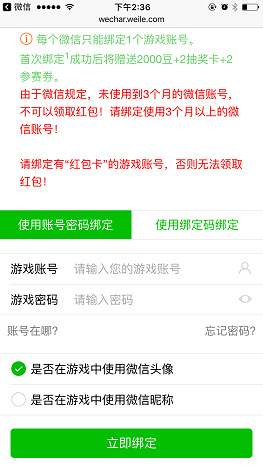 微信 下午2:36
wechar.weile.com
每个微信只能绑定1个游戏账号。
首次绑定1成功后将赠送2000豆+2抽奖卡+2
参赛券。
由于微信规定，未使用到3个月的微信账号，
不可以领取红包！请绑定使用3个月以上的微
信账号！
请绑定有“红包卡”的游戏账号，否则无法领取
红包！
使用账号密码绑定 使用绑定码绑定
游戏账号 请输入您的游戏账号
游戏密码 请输入密码
账号在哪? 忘记密码?
是否在游戏中使用微信头像
是否在游戏中使用微信昵称
立即绑定